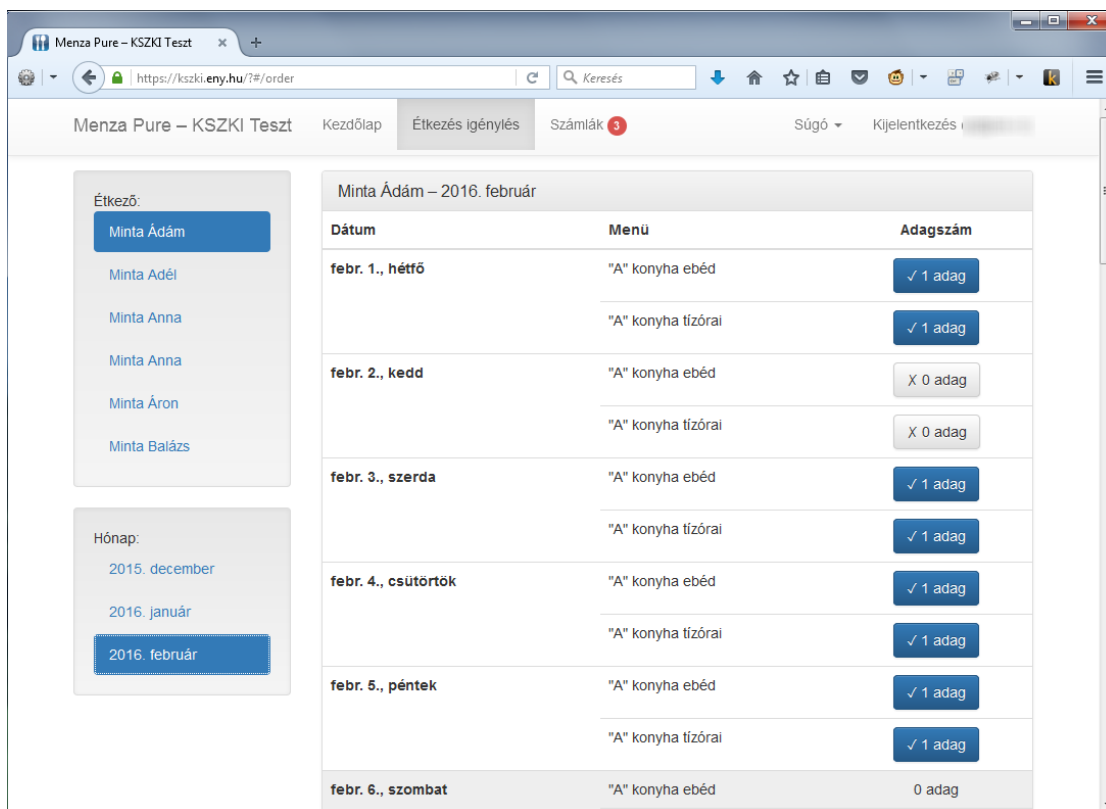 Menza Pure – KSZKI Teszt
https://kszki.eny.hu/?#/order
Keresés
Menza Pure – KSZKI Teszt Kezdőlap Étkezés igénylés Számlák 3 Súgó Kijelentkezés
Étkező:
Minta Ádám
Minta Adél
Minta Anna
Minta Anna
Minta Áron
Minta Balázs
Hónap:
2015. december
2016. január
2016. február
Minta Ádám – 2016. február
Dátum Menü Adagszám
febr. 1., hétfő "A" konyha ebéd ✓ 1 adag
"A" konyha tízórai ✓ 1 adag
febr. 2., kedd "A" konyha ebéd X 0 adag
"A" konyha tízórai X 0 adag
febr. 3., szerda "A" konyha ebéd ✓ 1 adag
"A" konyha tízórai ✓ 1 adag
febr. 4., csütörtök "A" konyha ebéd ✓ 1 adag
"A" konyha tízórai ✓ 1 adag
febr. 5., péntek "A" konyha ebéd ✓ 1 adag
"A" konyha tízórai ✓ 1 adag
febr. 6., szombat "A" konyha ebéd 0 adag